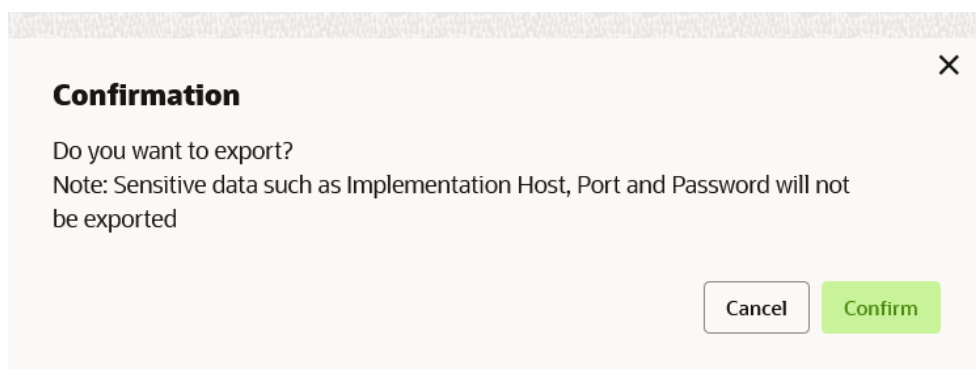 Confirmation
Do you want to export?
Note: Sensitive data such as Implementation Host, Port and Password will not
be exported
Cancel
Confirm